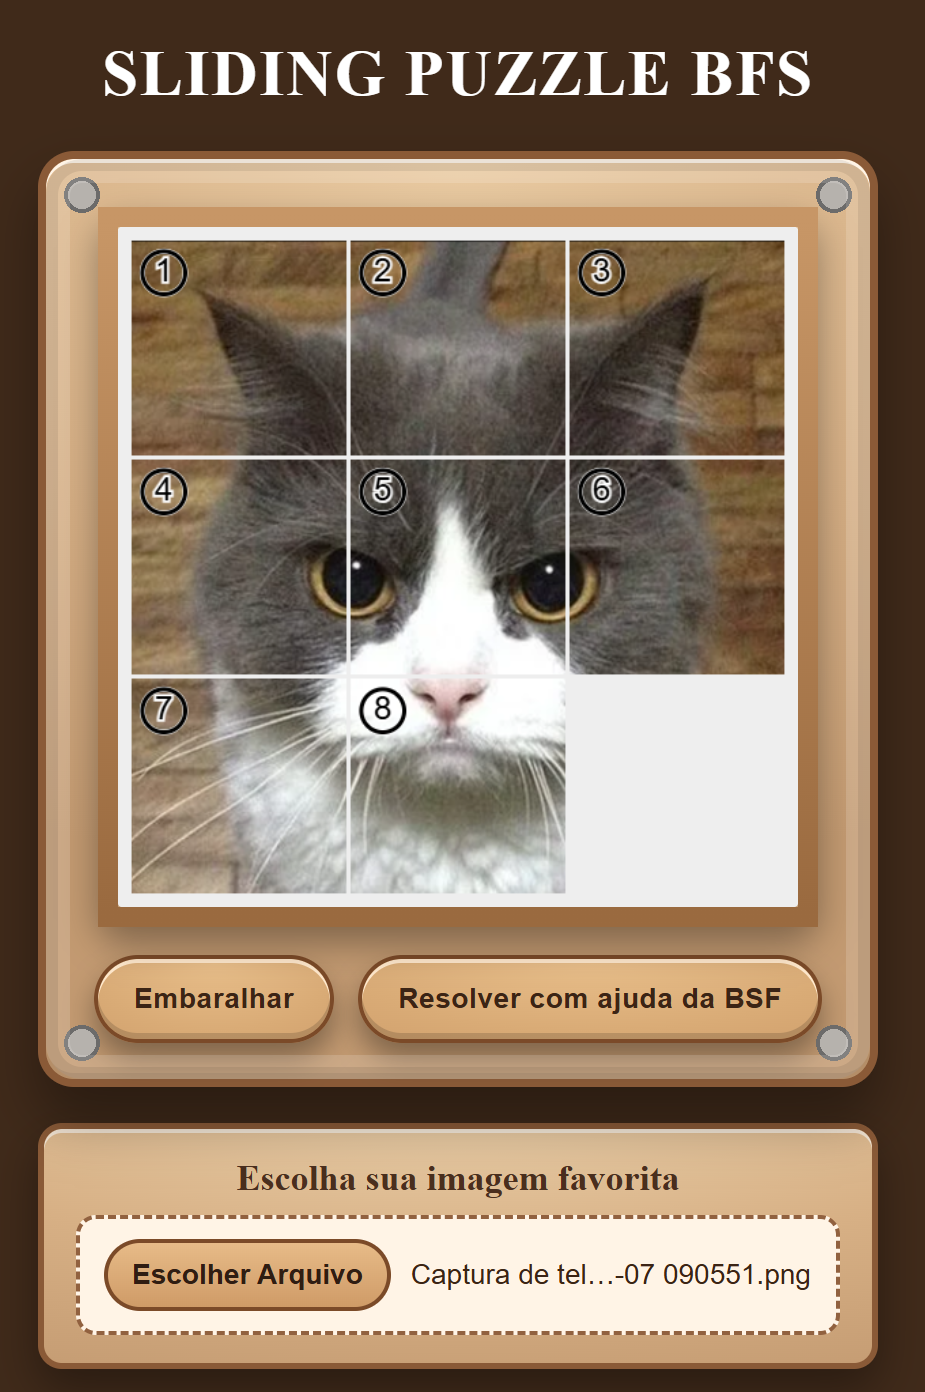 SLIDING PUZZLE BFS
1 2 3
4 5 6
7 8
Embaralhar Resolver com ajuda da BSF
Escolha sua imagem favorita
Escolher Arquivo Captura de tel...-07 090551.png